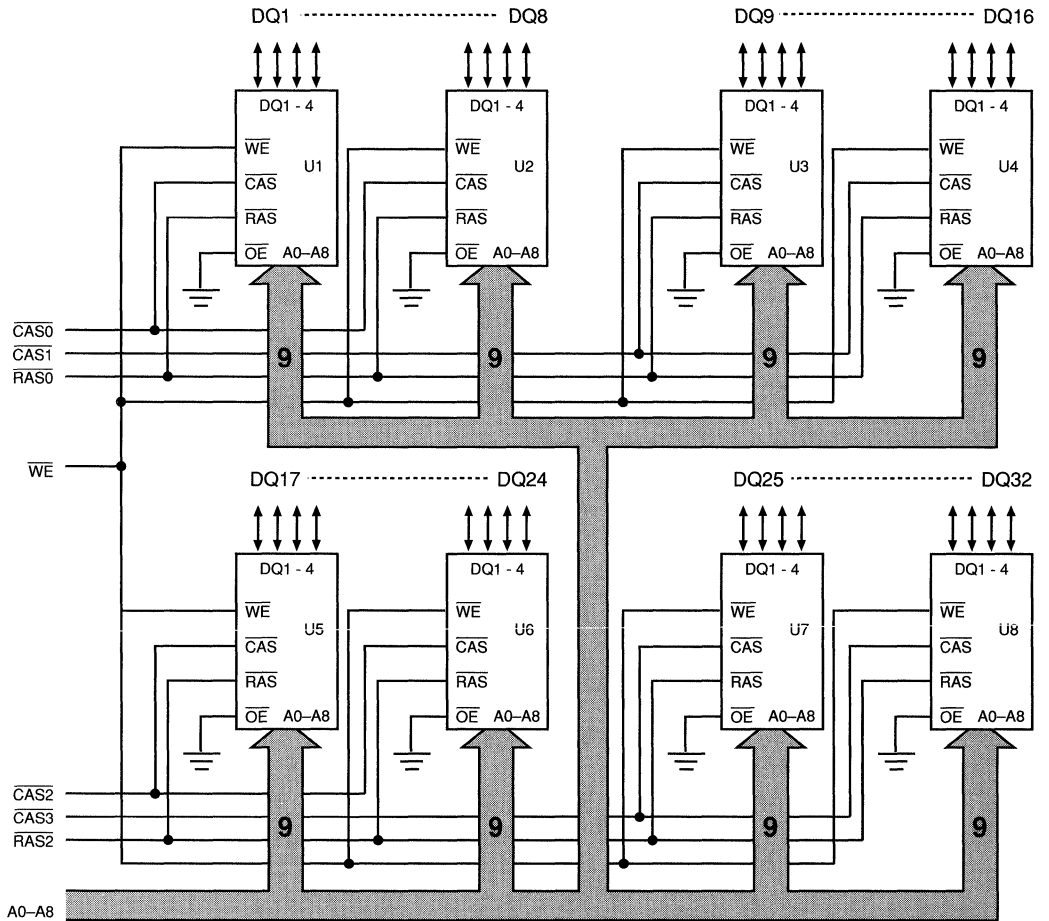 DQ1 DQ8 DQ9 DQ16
DQ1 - 4 DQ1 - 4 DQ1 - 4 DQ1 - 4
WE WE WE WE
U1 U2 U3 U4
CAS CAS CAS CAS
RAS RAS RAS RAS
OE A0–A8 OE A0–A8 OE A0–A8 OE A0–A8
CAS0
CAS1
9 9 9 9
RAS0
WE
DQ17 DQ24 DQ25 DQ32
DQ1 - 4 DQ1 - 4 DQ1 - 4 DQ1 - 4
WE WE WE WE
U5 U6 U7 U8
CAS CAS CAS CAS
RAS RAS RAS RAS
OE A0–A8 OE A0–A8 OE A0–A8 OE A0–A8
CAS2
CAS3
9 9 9 9
RAS2
A0–A8